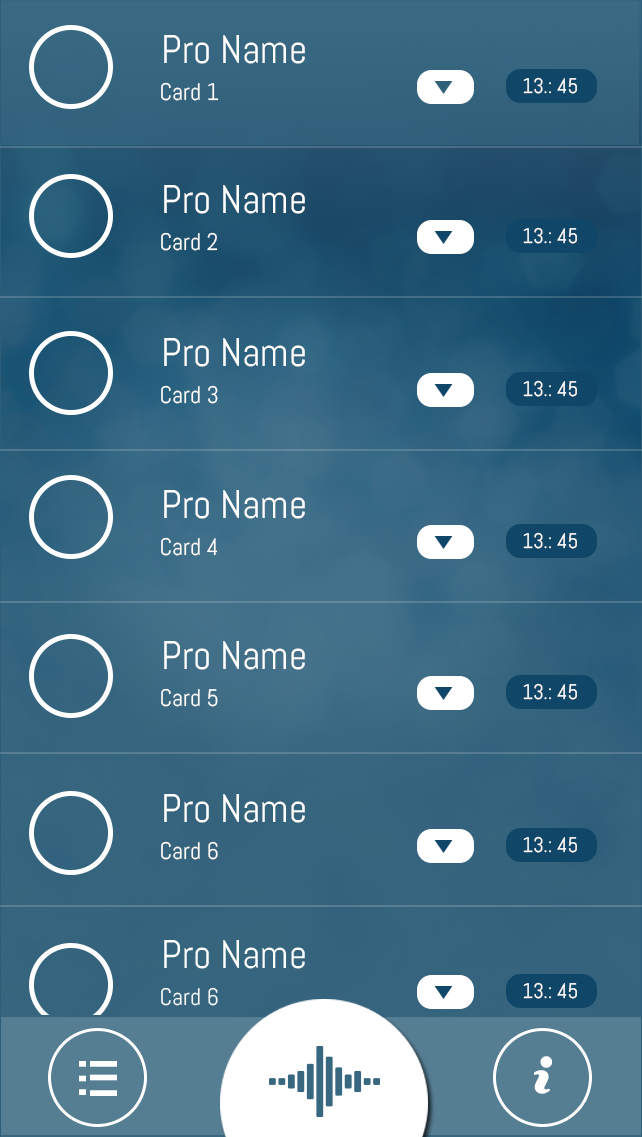 Pro Name
Card 1
13.: 45
Pro Name
Card 2
13.: 45
Pro Name
Card 3
13.: 45
Pro Name
Card 4
13.: 45
Pro Name
Card 5
13.: 45
Pro Name
Card 6
13.: 45
Pro Name
Card 6
13.: 45
i